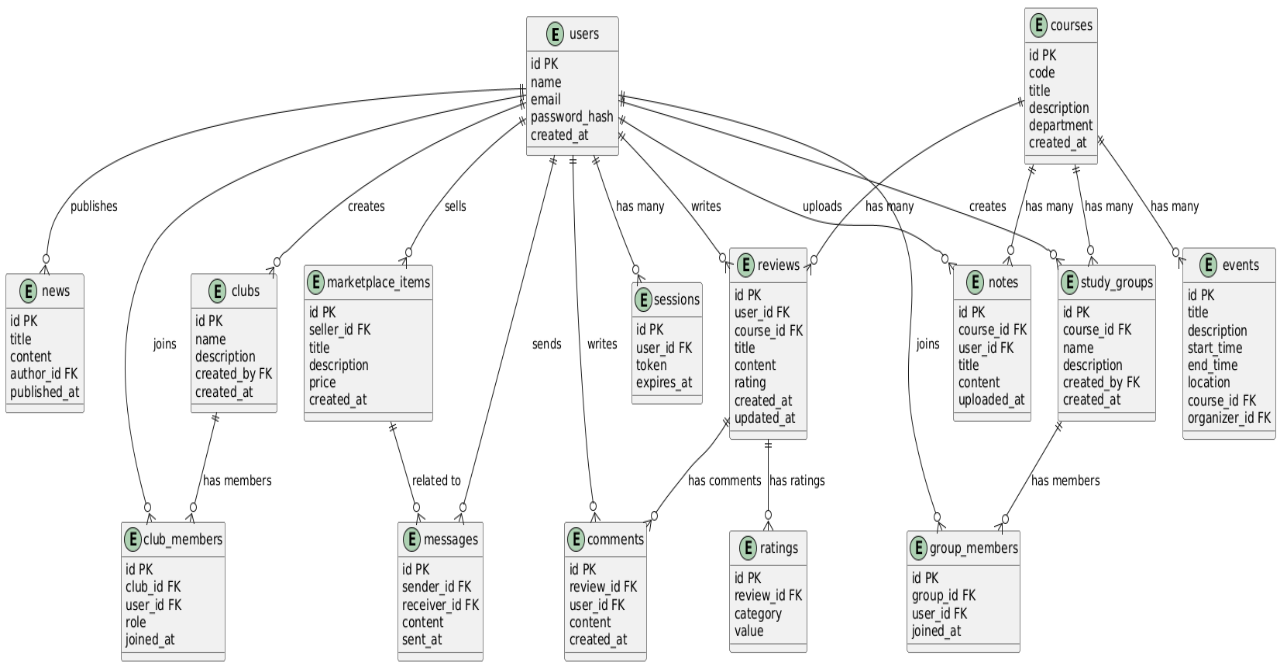 E users
id PK
name
email
password_hash
created_at
E courses
id PK
code
title
description
department
created_at
publishes
creates
sells
has many
writes
uploads
has many
creates
has many
has many
has many
E news
id PK
title
content
author_id FK
published_at
joins
E clubs
id PK
name
description
created_by FK
created_at
E marketplace_items
id PK
seller_id FK
title
description
price
created_at
sends
writes
E sessions
id PK
user_id FK
token
expires_at
E reviews
id PK
user_id FK
course_id FK
title
content
rating
created_at
updated_at
joins
E notes
id PK
course_id FK
user_id FK
title
content
uploaded_at
E study_groups
id PK
course_id FK
name
description
created_by FK
created_at
E events
id PK
title
description
start_time
end_time
location
course_id FK
organizer_id FK
has members
related to
has comments
has ratings
has members
E club_members
id PK
club_id FK
user_id FK
role
joined_at
E messages
id PK
sender_id FK
receiver_id FK
content
sent_at
E comments
id PK
review_id FK
user_id FK
content
created_at
E ratings
id PK
review_id FK
category
value
E group_members
id PK
group_id FK
user_id FK
joined_at